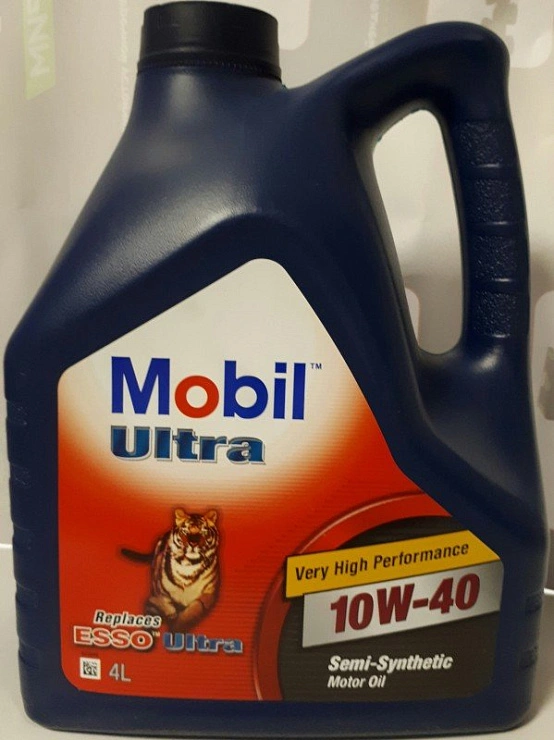 Mobil™
Ultra
Very High Performance
10W-40
Replaces
ESSO™ Ultra
Semi-Synthetic
Motor Oil
4L